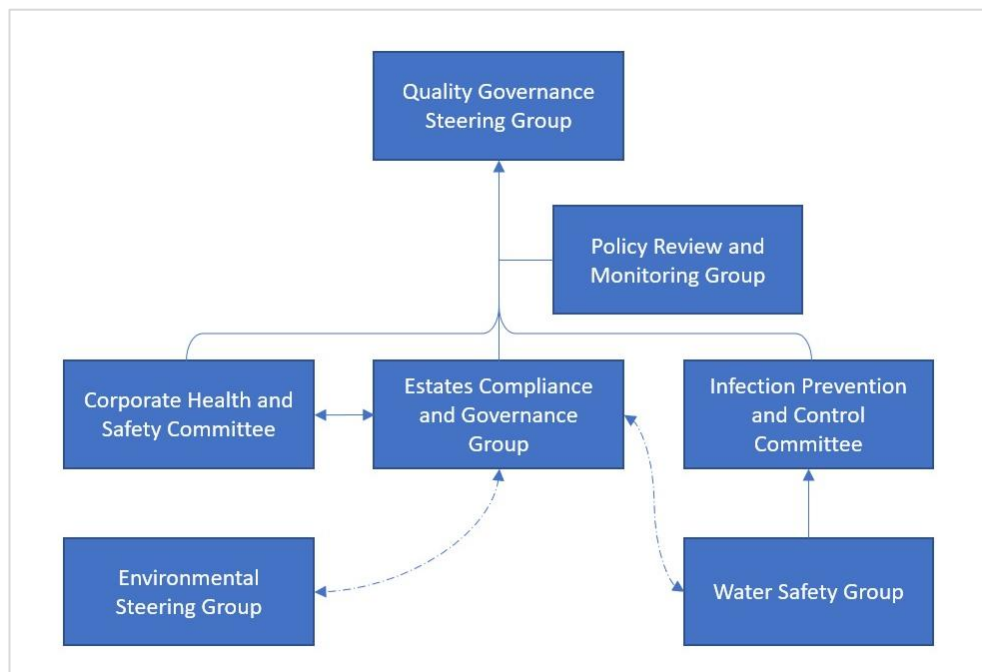 Quality Governance
Steering Group
Policy Review and
Monitoring Group
Corporate Health and
Safety Committee
Estates Compliance
and Governance
Group
Infection Prevention
and Control
Committee
Environmental
Steering Group
Water Safety Group